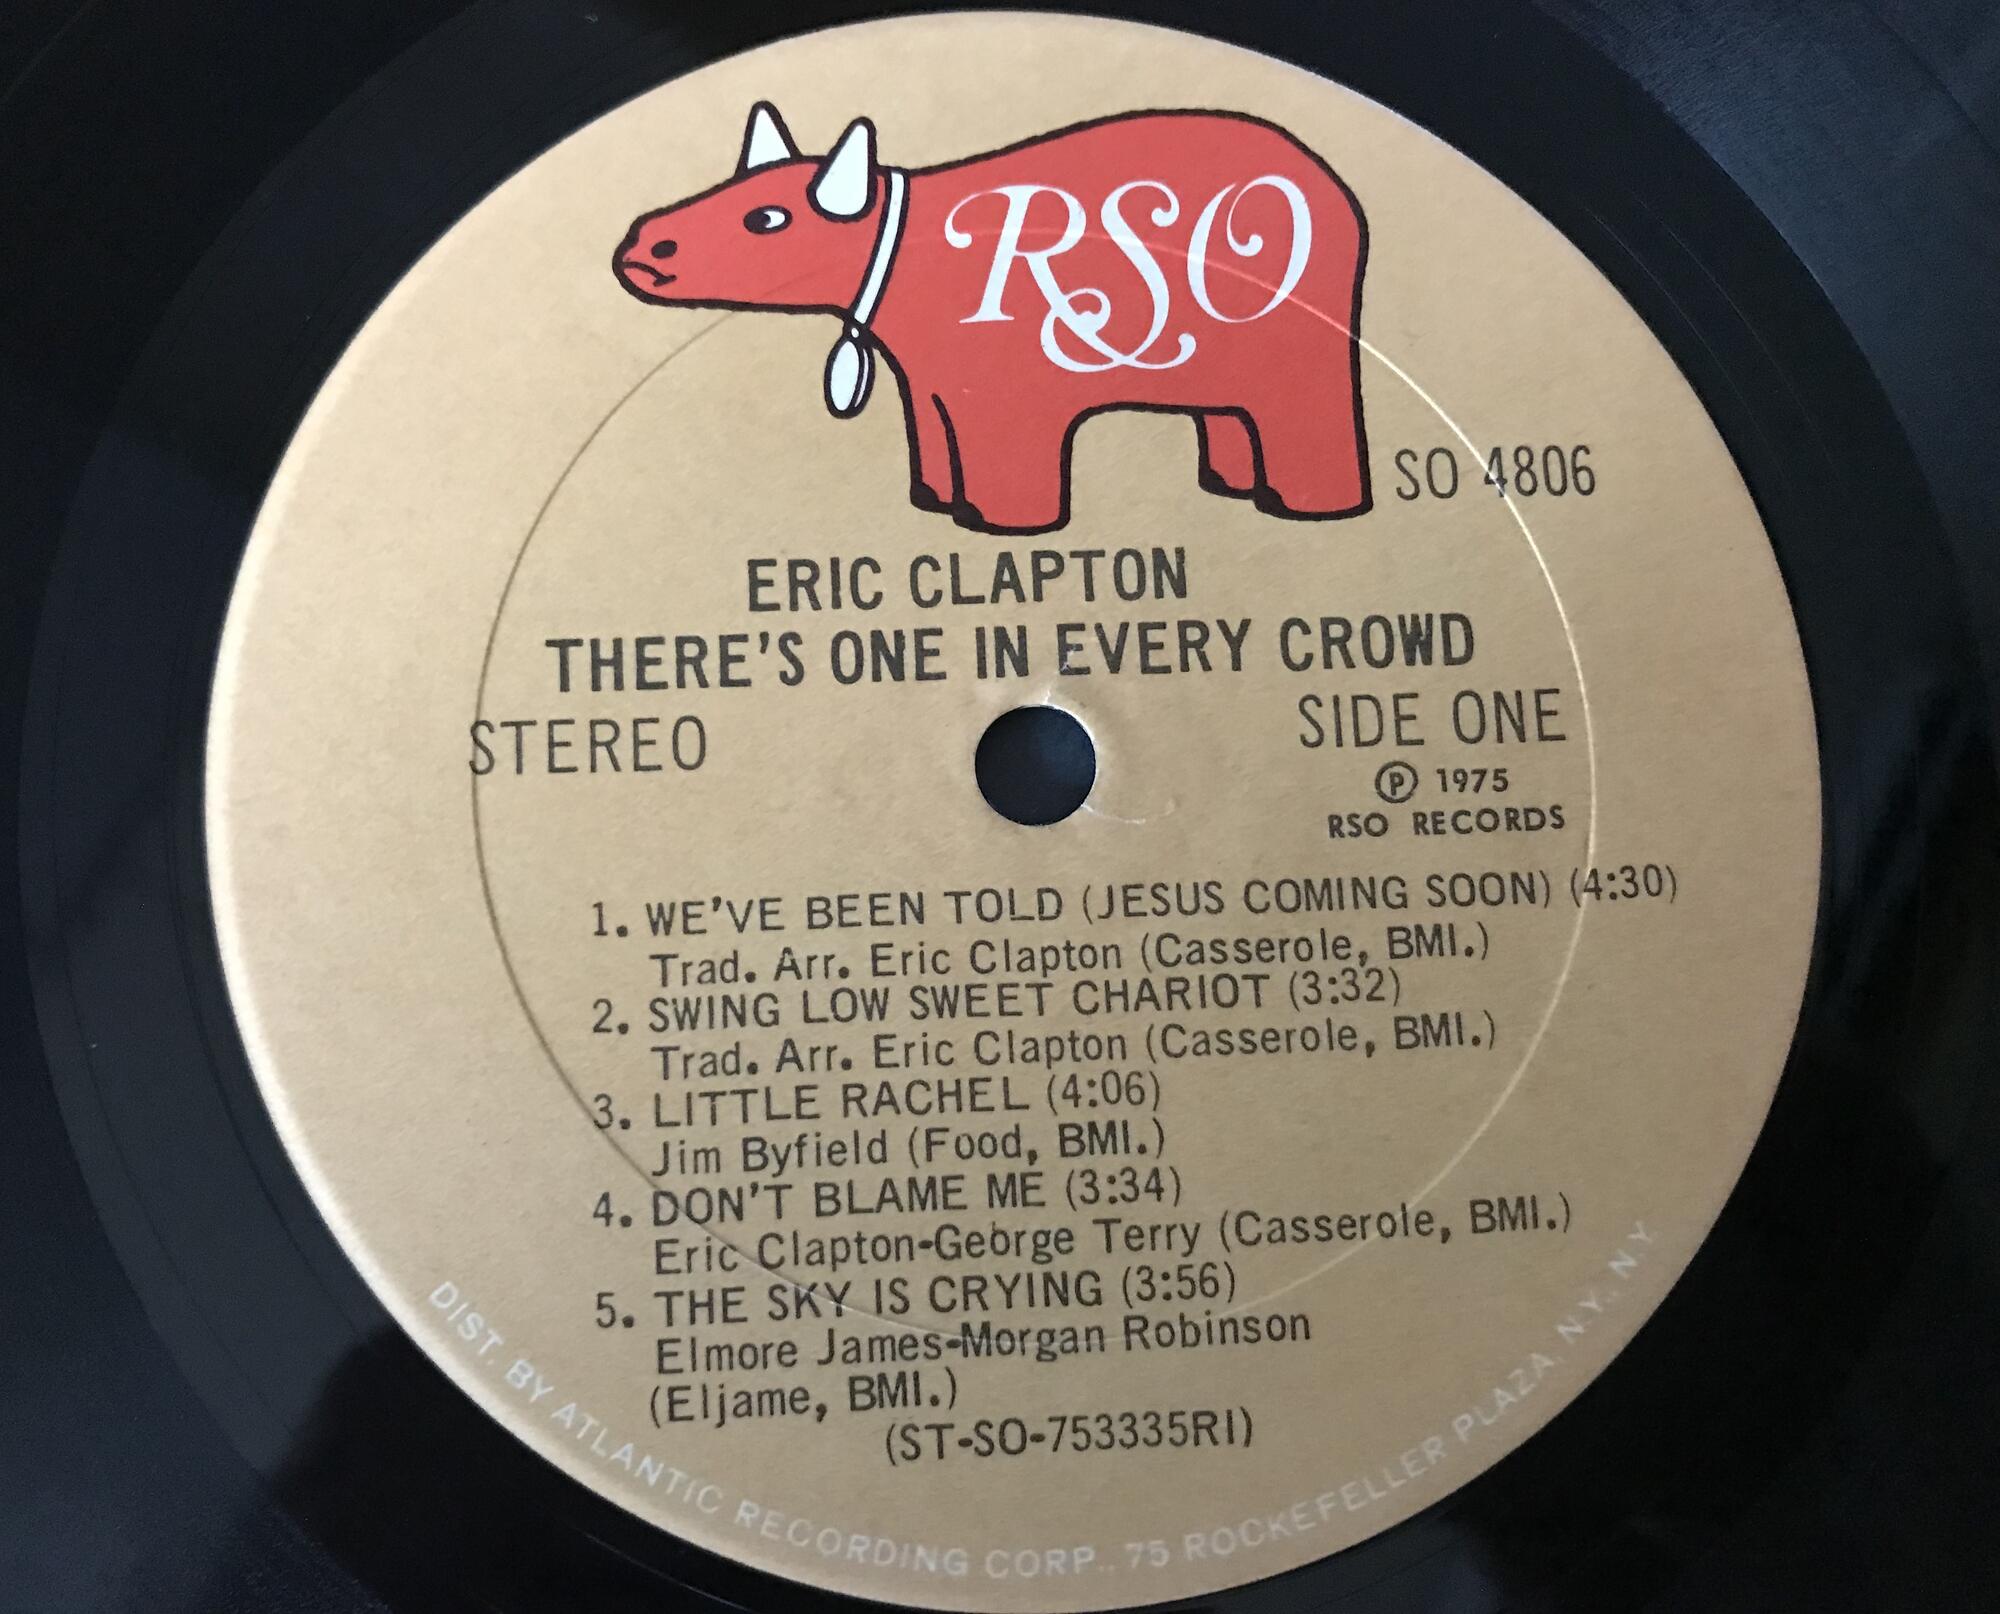 RSO
SO 4806
ERIC CLAPTON
THERE'S ONE IN EVERY CROWD
STEREO
SIDE ONE
Ⓟ 1975
RSO RECORDS
1. WE'VE BEEN TOLD (JESUS COMING SOON) (4:30)
Trad. Arr. Eric Clapton (Casserole, BMI.)
2. SWING LOW SWEET CHARIOT (3:32)
Trad. Arr. Eric Clapton (Casserole, BMI.)
3. LITTLE RACHEL (4:06)
Jim Byfield (Food, BMI.)
4. DON'T BLAME ME (3:34)
Eric Clapton-George Terry (Casserole, BMI.)
5. THE SKY IS CRYING (3:56)
Elmore James-Morgan Robinson
(Eljame, BMI.)
(ST-SO-753335RI)
DIST. BY ATLANTIC RECORDING CORP., 75 ROCKEFELLER PLAZA, N.Y., N.Y.